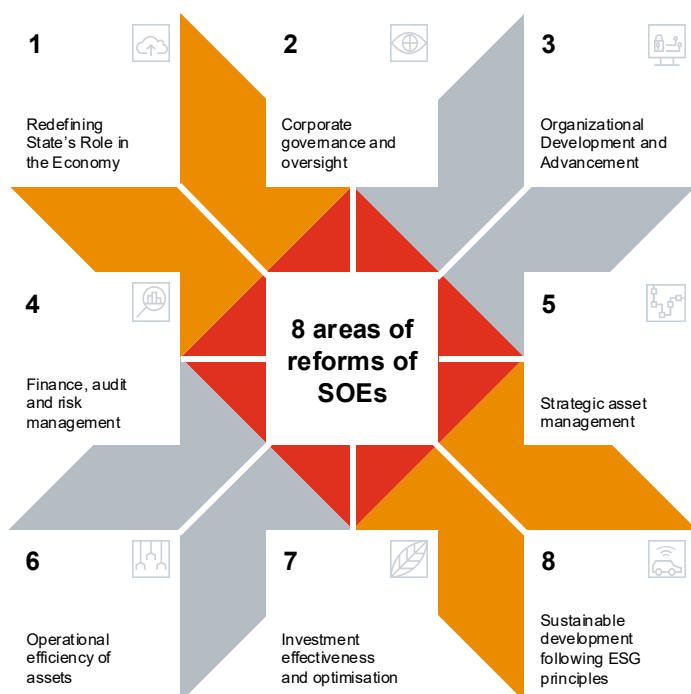 1
Redefining
State's Role in
the Economy
2
Corporate
governance and
oversight
3
Organizational
Development and
Advancement
4
Finance, audit
and risk
management
8 areas of
reforms of
SOEs
5
Strategic asset
management
6
Operational
efficiency of
assets
7
Investment
effectiveness
and optimisation
8
Sustainable
development
following ESG
principles